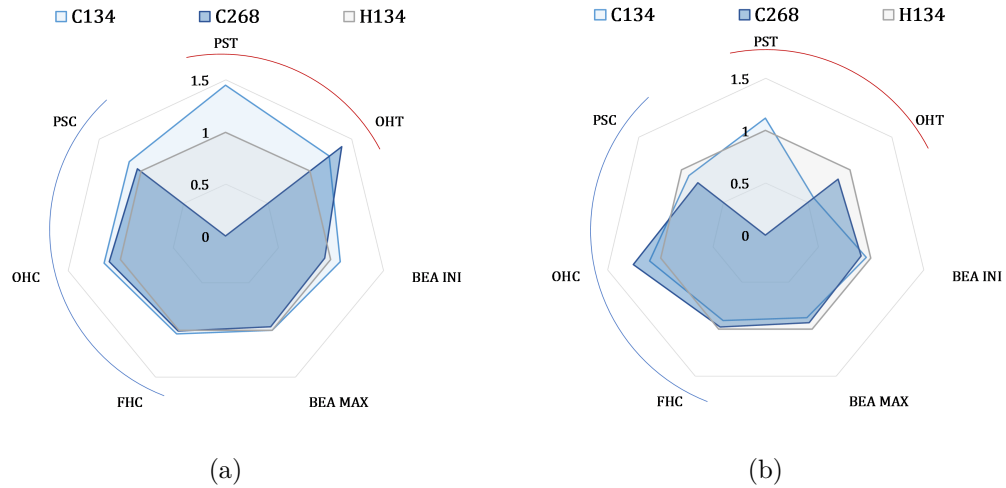 C134 C268 H134
PST
1.5
PSC
OHT
1
0.5
0
OHC
BEA INI
FHC
BEA MAX
(a)
C134 C268 H134
PST
1.5
PSC
OHT
1
0.5
0
OHC
BEA INI
FHC
BEA MAX
(b)